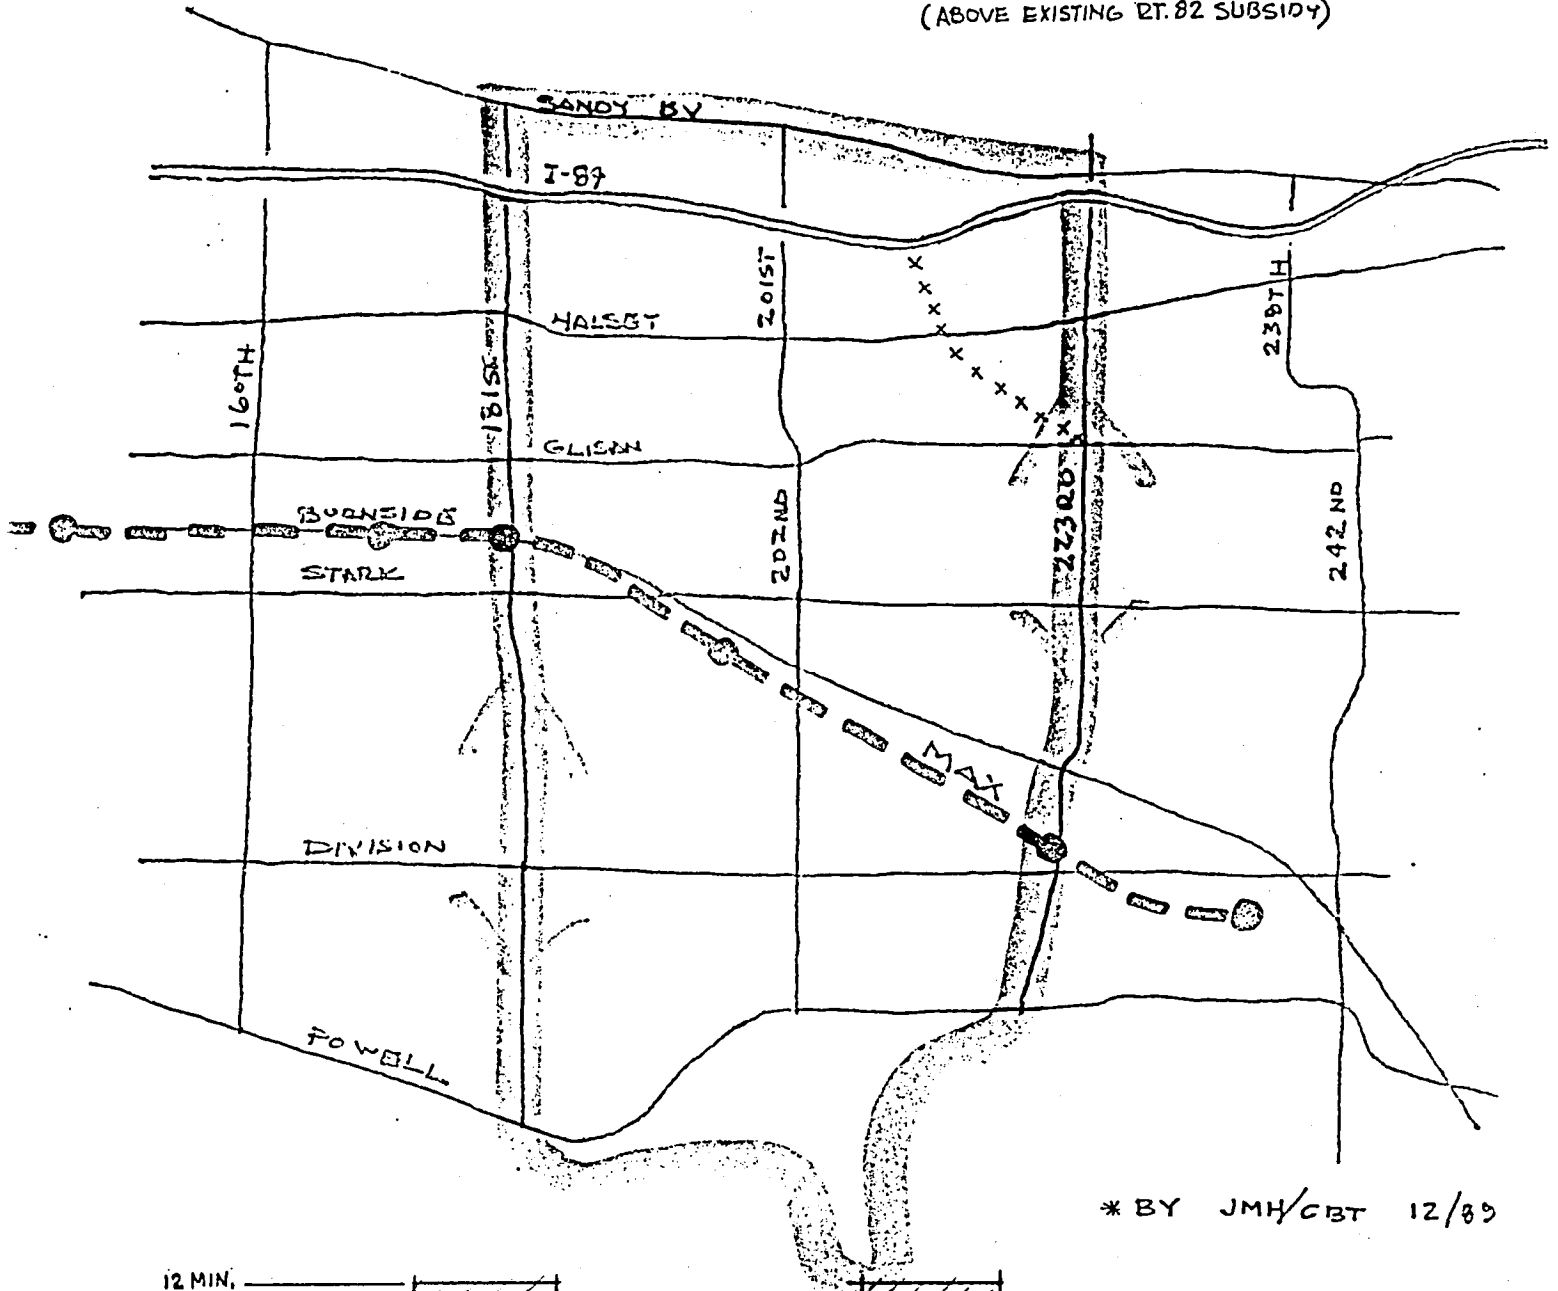 (ABOVE EXISTING RT. 82 SUBSIDY)
SANDY BV
I-84
201ST
HALSEY
238TH
160TH
181ST
GLISAN
BURNSIDE
202ND
223RD
242ND
STARK
MAX
DIVISION
POWELL
* BY JMH/CBT 12/89
12 MIN.